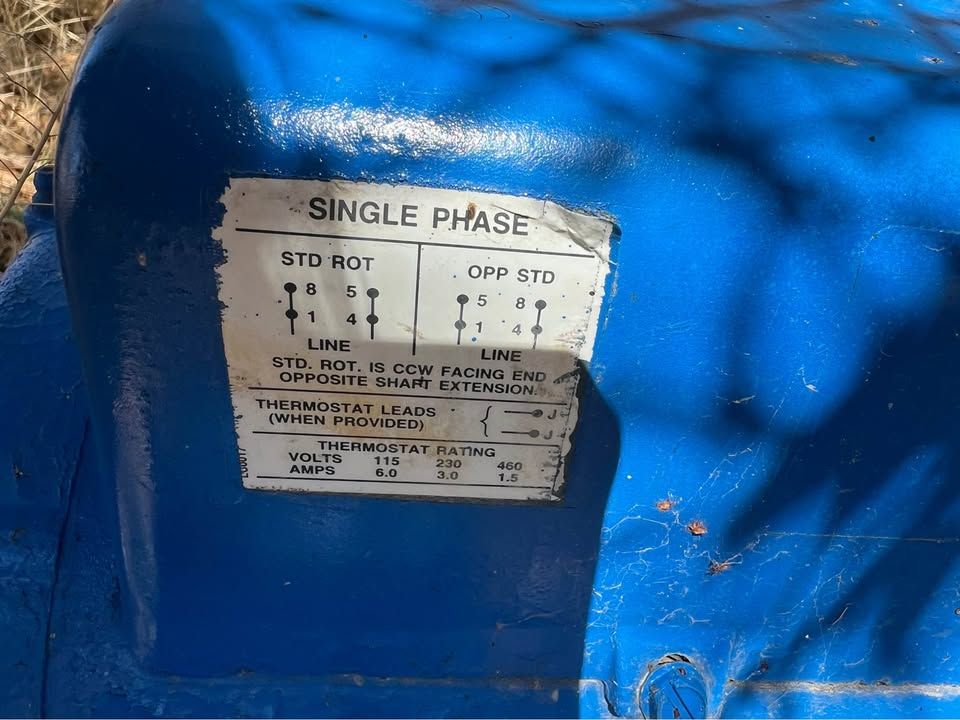 SINGLE PHASE
STD ROT
OPP STD
8 5
1 4
LINE
5 8
1 4
LINE
STD. ROT. IS CCW FACING END
OPPOSITE SHAFT EXTENSION.
THERMOSTAT LEADS
(WHEN PROVIDED)
J
J
THERMOSTAT RATING
VOLTS 115 230 460
AMPS 6.0 3.0 1.5